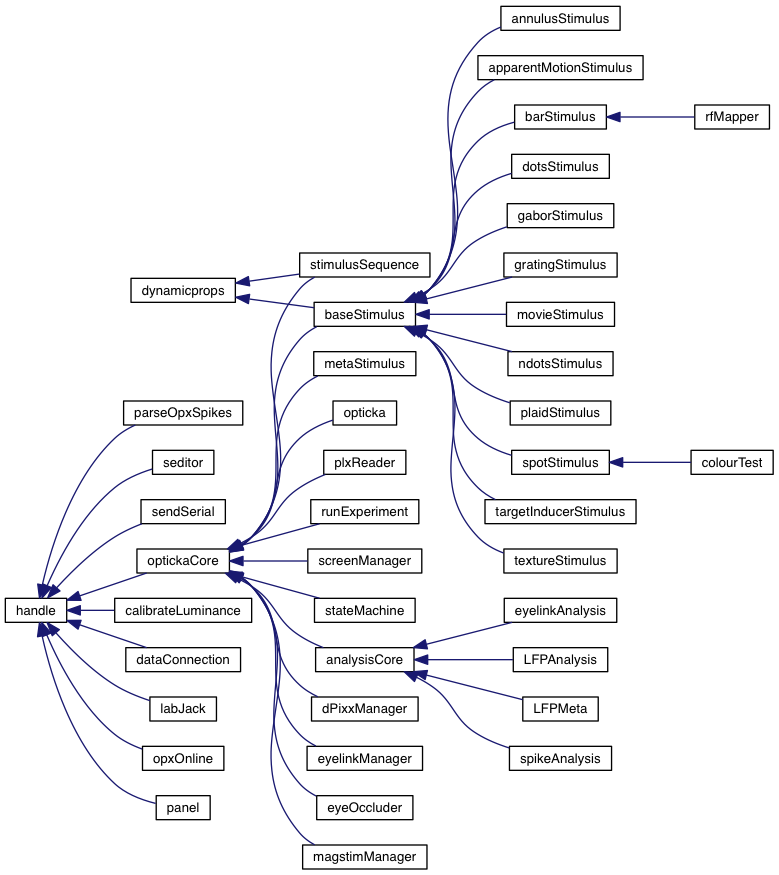 annulusStimulus
apparentMotionStimulus
barStimulus
rfMapper
dotsStimulus
gaborStimulus
stimulusSequence
gratingStimulus
dynamicprops
baseStimulus
movieStimulus
metaStimulus
ndotsStimulus
parseOpxSpikes
opticka
plaidStimulus
seditor
plxReader
spotStimulus
colourTest
sendSerial
runExperiment
targetInducerStimulus
optickaCore
screenManager
textureStimulus
handle
calibrateLuminance
stateMachine
eyelinkAnalysis
dataConnection
analysisCore
LFPAnalysis
labJack
dPixxManager
LFPMeta
opxOnline
eyelinkManager
spikeAnalysis
panel
eyeOccluder
magstimManager